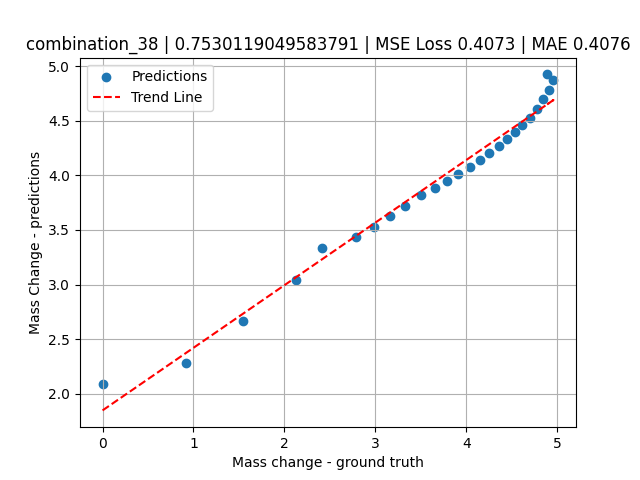 combination_38 | 0.7530119049583791 | MSE Loss 0.4073 | MAE 0.4076
Predictions
Trend Line
5.0
4.5
4.0
3.5
3.0
2.5
2.0
Mass Change - predictions
0 1 2 3 4 5
Mass change - ground truth